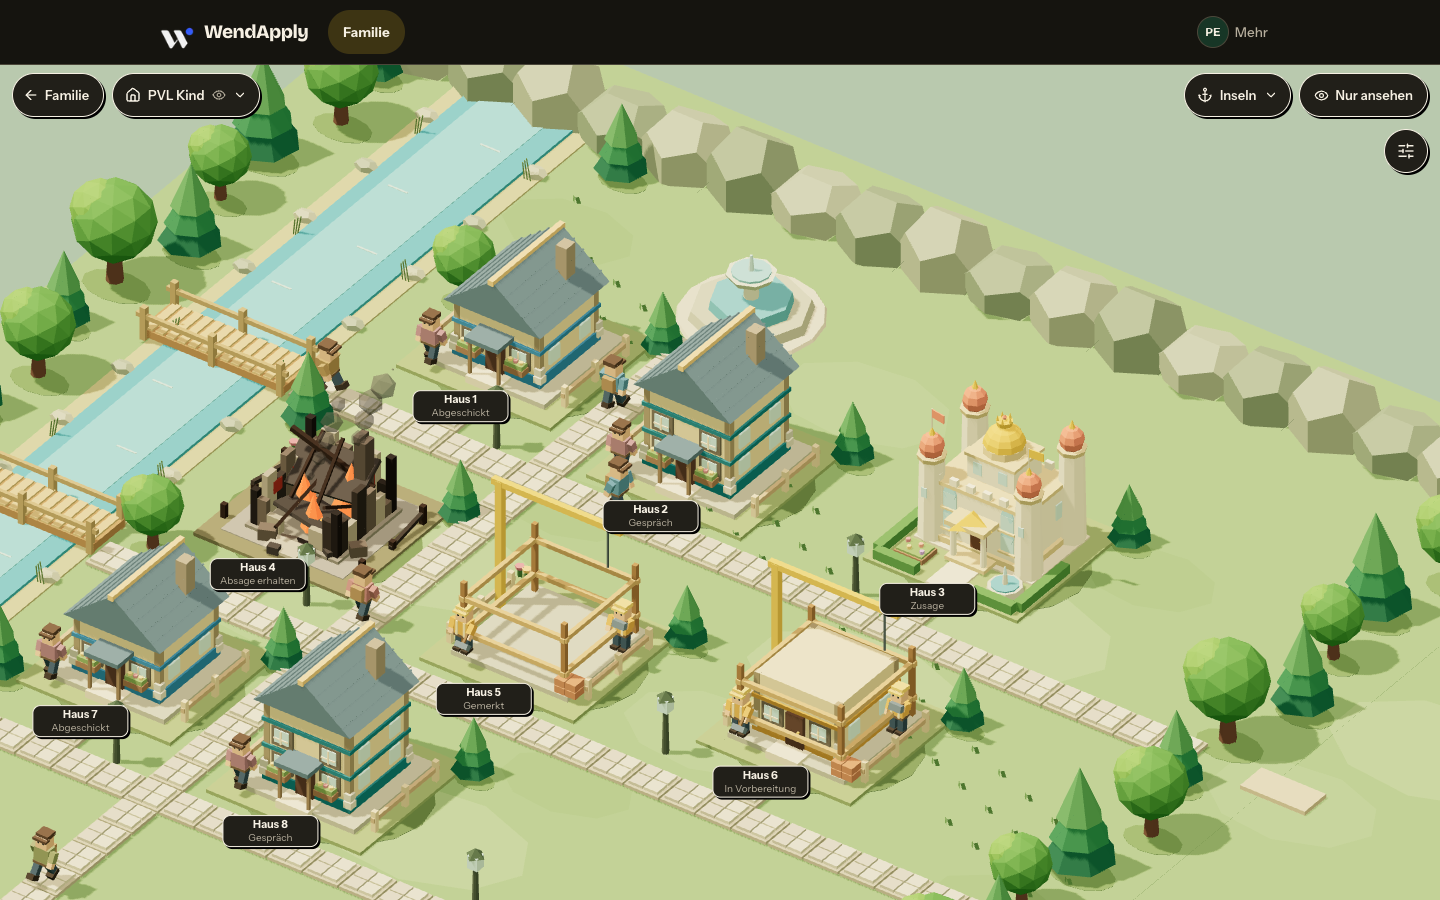 WendApply
Familie
PE
Mehr
Familie
PVL Kind
Inseln
Nur ansehen
Haus 1
Abgeschickt
Haus 2
Gespräch
Haus 4
Absage erhalten
Haus 3
Zusage
Haus 5
Gemerkt
Haus 7
Abgeschickt
Haus 6
In Vorbereitung
Haus 8
Gespräch